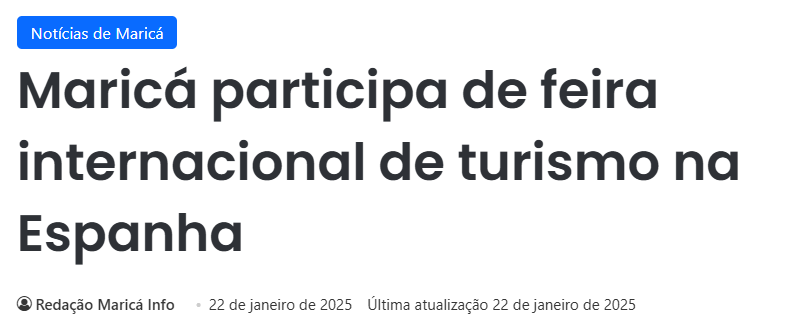 Notícias de Maricá
Maricá participa de feira
internacional de turismo na
Espanha
Redação Maricá Info 22 de janeiro de 2025 Última atualização 22 de janeiro de 2025